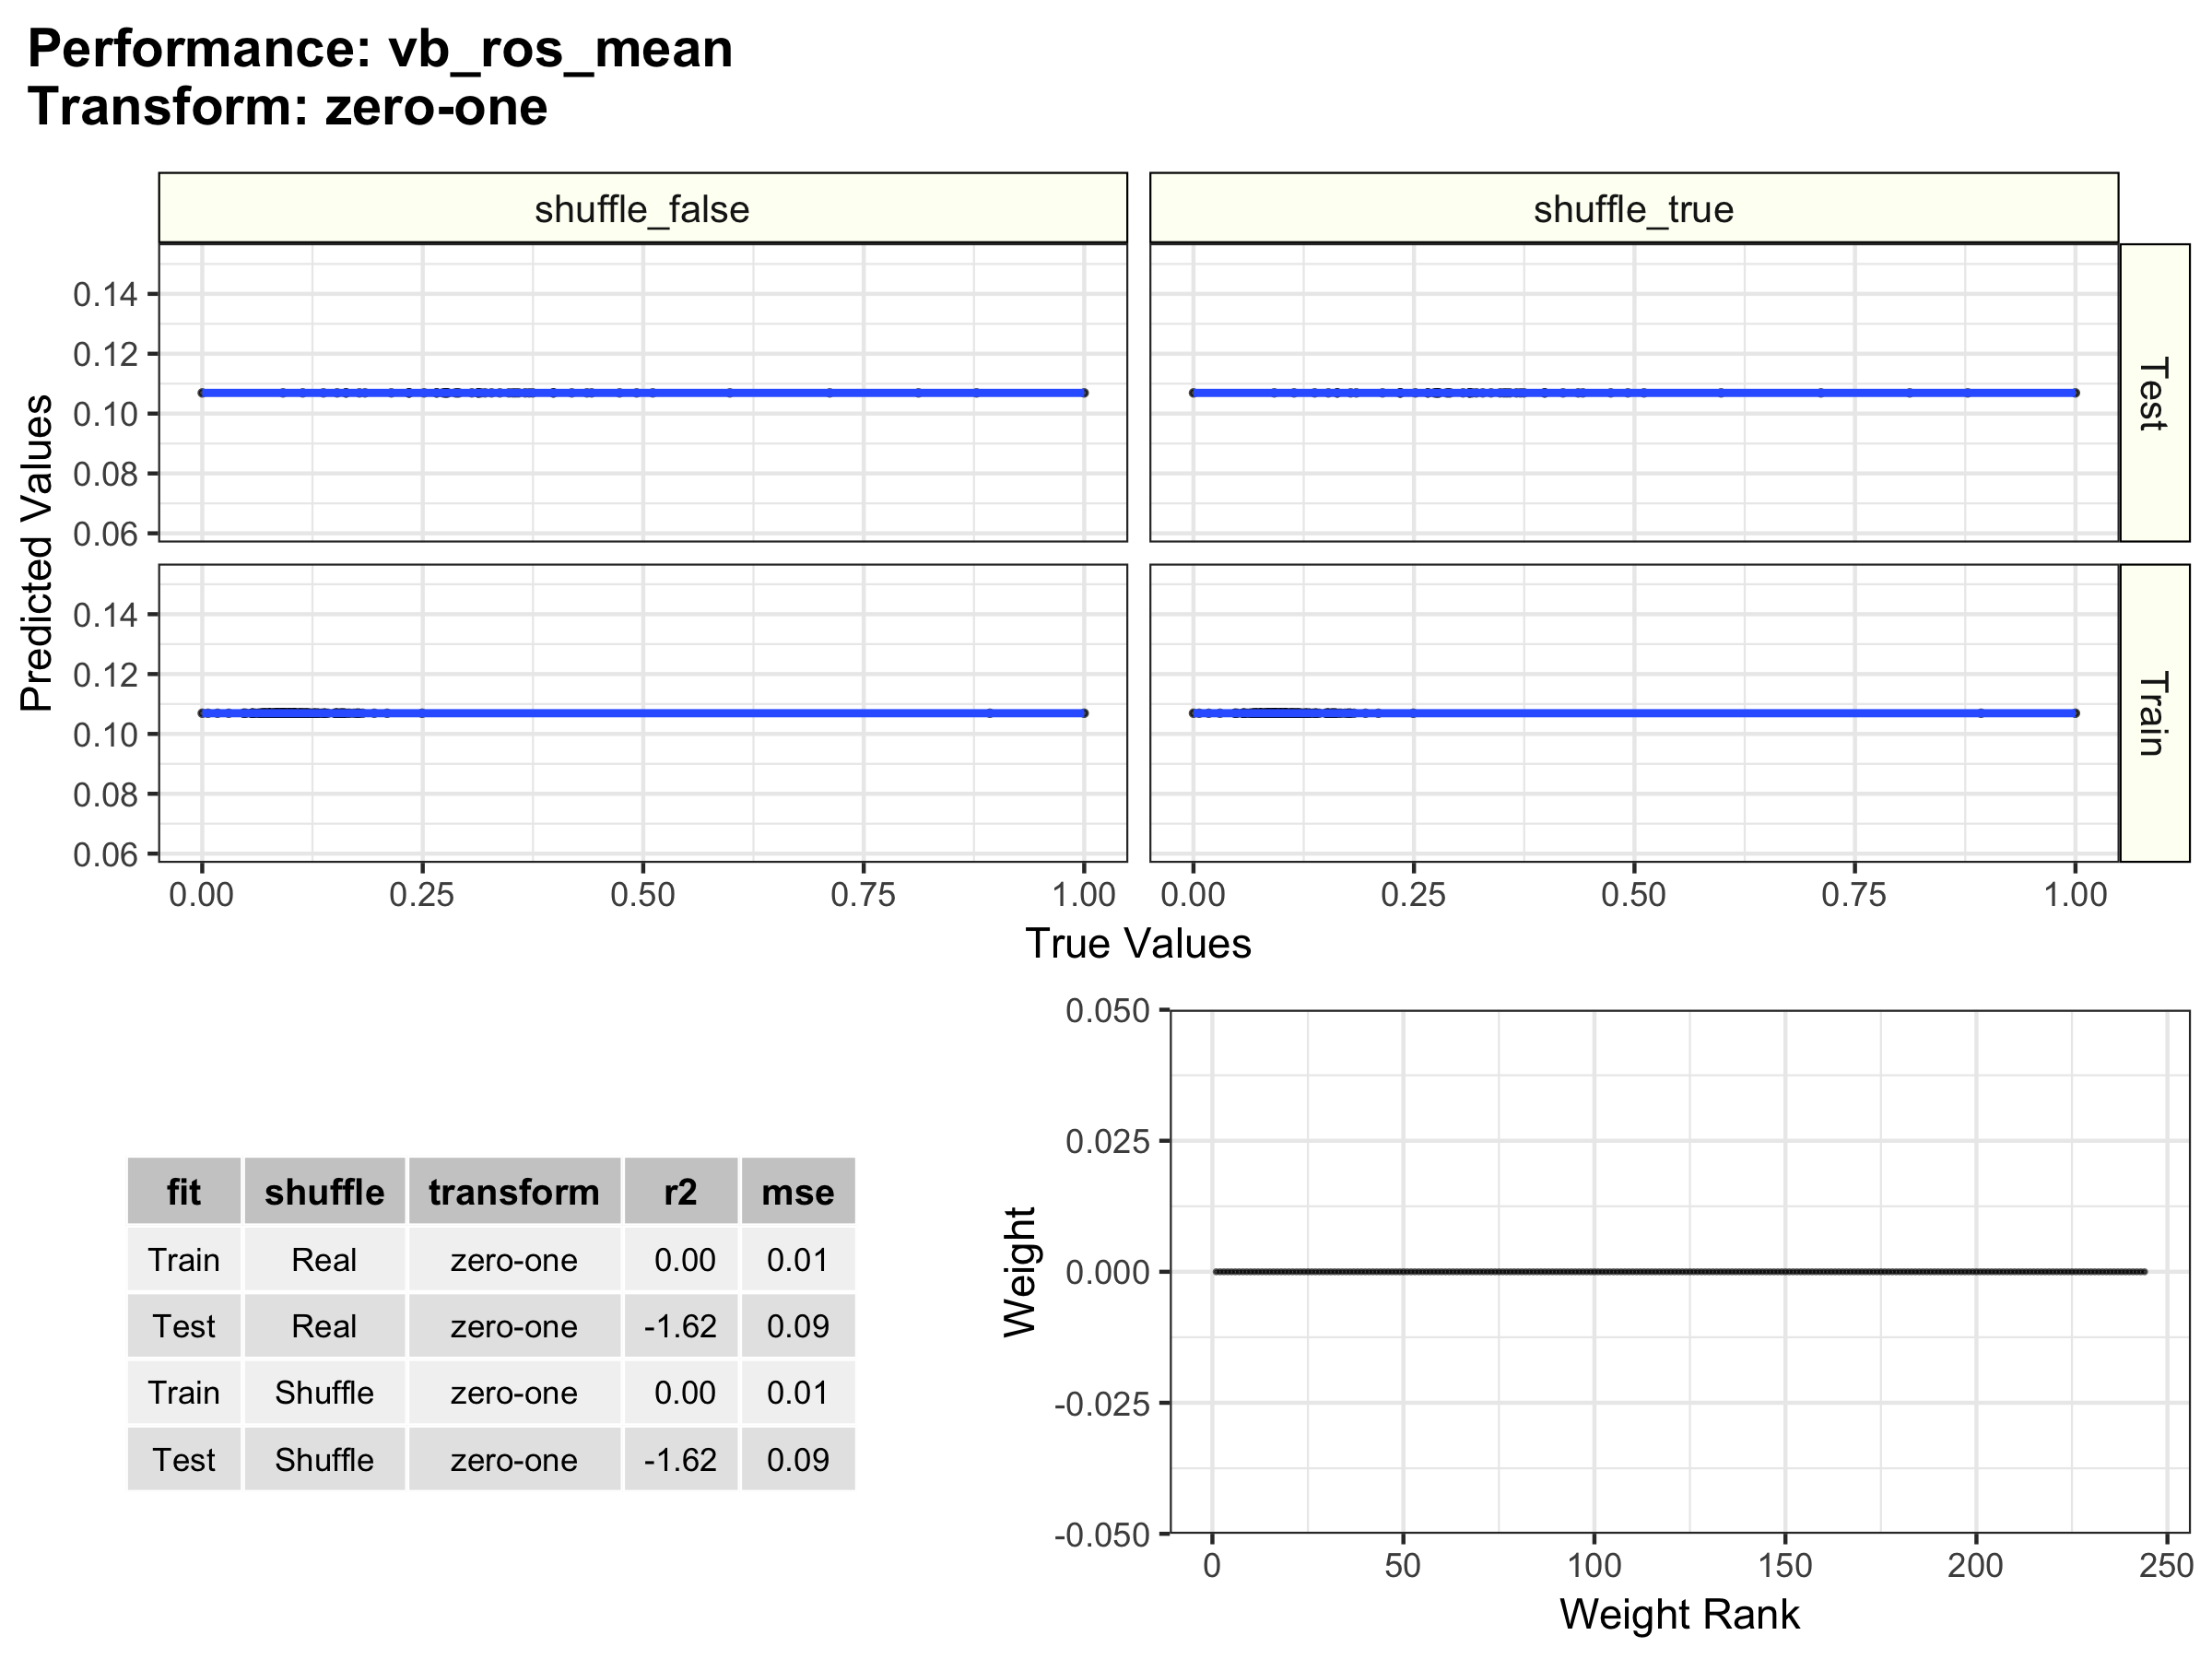 Performance: vb_ros_mean
Transform: zero-one
shuffle_false
shuffle_true
Predicted Values
0.14
0.12
0.10
0.08
0.06
Test
0.14
0.12
0.10
0.08
0.06
Train
0.00 0.25 0.50 0.75 1.00
0.00 0.25 0.50 0.75 1.00
True Values
fit shuffle transform r2 mse
Train Real zero-one 0.00 0.01
Test Real zero-one -1.62 0.09
Train Shuffle zero-one 0.00 0.01
Test Shuffle zero-one -1.62 0.09
Weight
0.050
0.025
0.000
-0.025
-0.050
0 50 100 150 200 250
Weight Rank